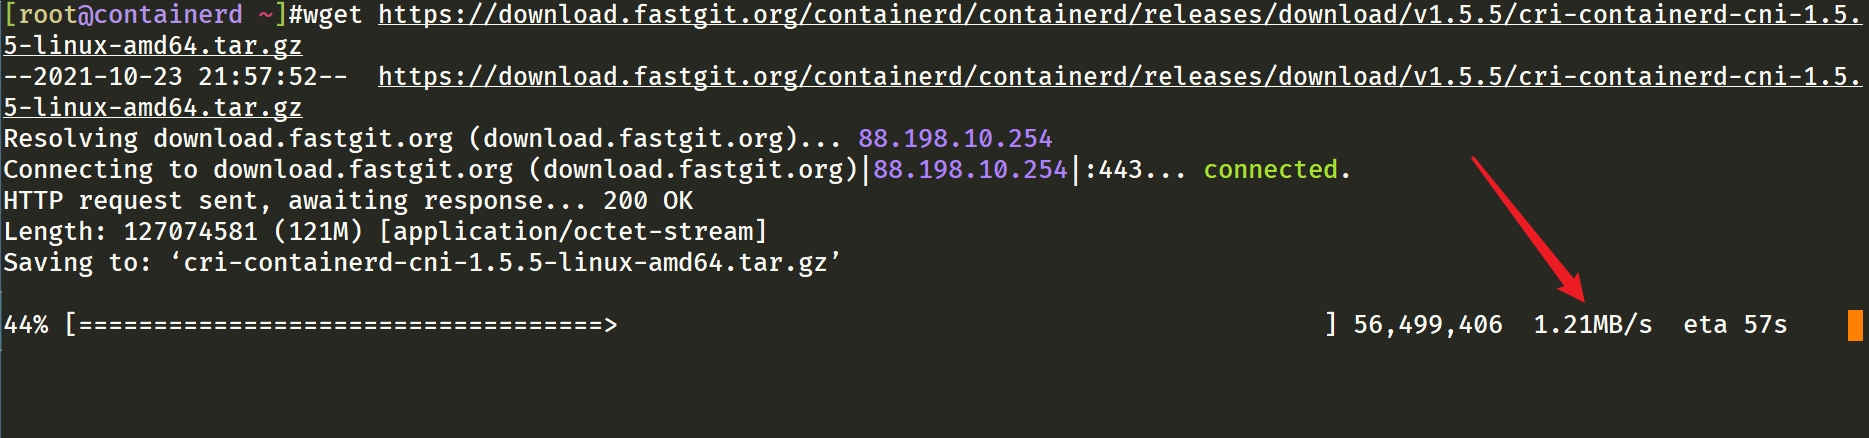 [root@containerd ~]#wget https://download.fastgit.org/containerd/containerd/releases/download/v1.5.5/cri-containerd-cni-1.5.
5-linux-amd64.tar.gz
--2021-10-23 21:57:52--  https://download.fastgit.org/containerd/containerd/releases/download/v1.5.5/cri-containerd-cni-1.5.
5-linux-amd64.tar.gz
Resolving download.fastgit.org (download.fastgit.org)... 88.198.10.254
Connecting to download.fastgit.org (download.fastgit.org)|88.198.10.254|:443... connected.
HTTP request sent, awaiting response... 200 OK
Length: 127074581 (121M) [application/octet-stream]
Saving to: ‘cri-containerd-cni-1.5.5-linux-amd64.tar.gz’
44% [===================================>                                               ] 56,499,406  1.21MB/s  eta 57s